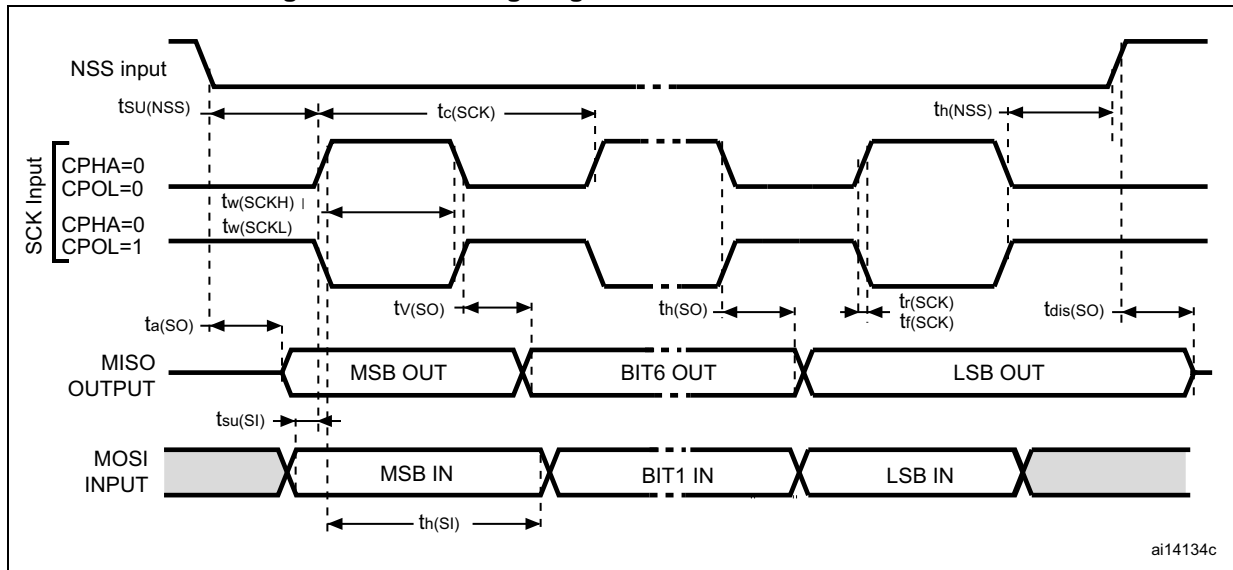 NSS input
tSU(NSS)
tc(SCK)
th(NSS)
SCK Input
CPHA=0
CPOL=0
tw(SCKH)
CPHA=0
CPOL=1
tw(SCKL)
ta(SO)
tV(SO)
th(SO)
tr(SCK)
tf(SCK)
tdis(SO)
MISO
OUTPUT
MSB OUT
BIT6 OUT
LSB OUT
tsu(SI)
MOSI
INPUT
MSB IN
BIT1 IN
LSB IN
th(SI)
ai14134c